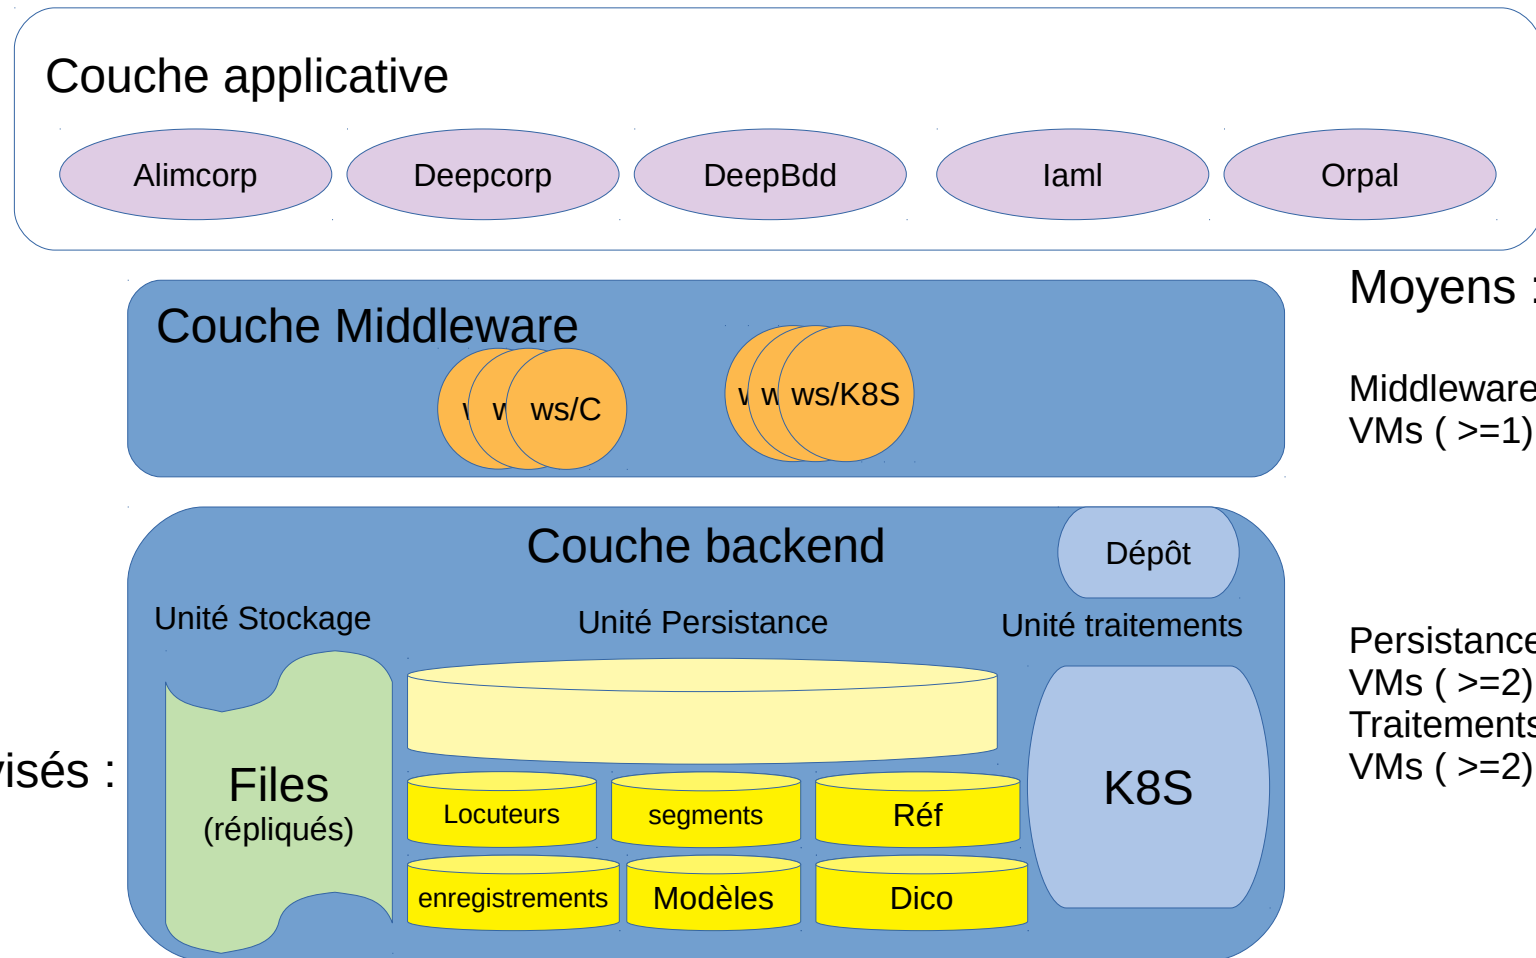 Couche applicative
Alimcorp
Deepcorp
DeepBdd
Iaml
Orpal
Moyens :
Couche Middleware
ws/C
ws/K8S
Middleware
VMs ( >=1)
Couche backend
Dépôt
Unité Stockage
Unité Persistance
Unité traitements
Persistance
VMs ( >=2)
Traitements
VMs ( >=2)
Files
(répliqués)
K8S
Locuteurs
segments
Réf
enregistrements
Modèles
Dico